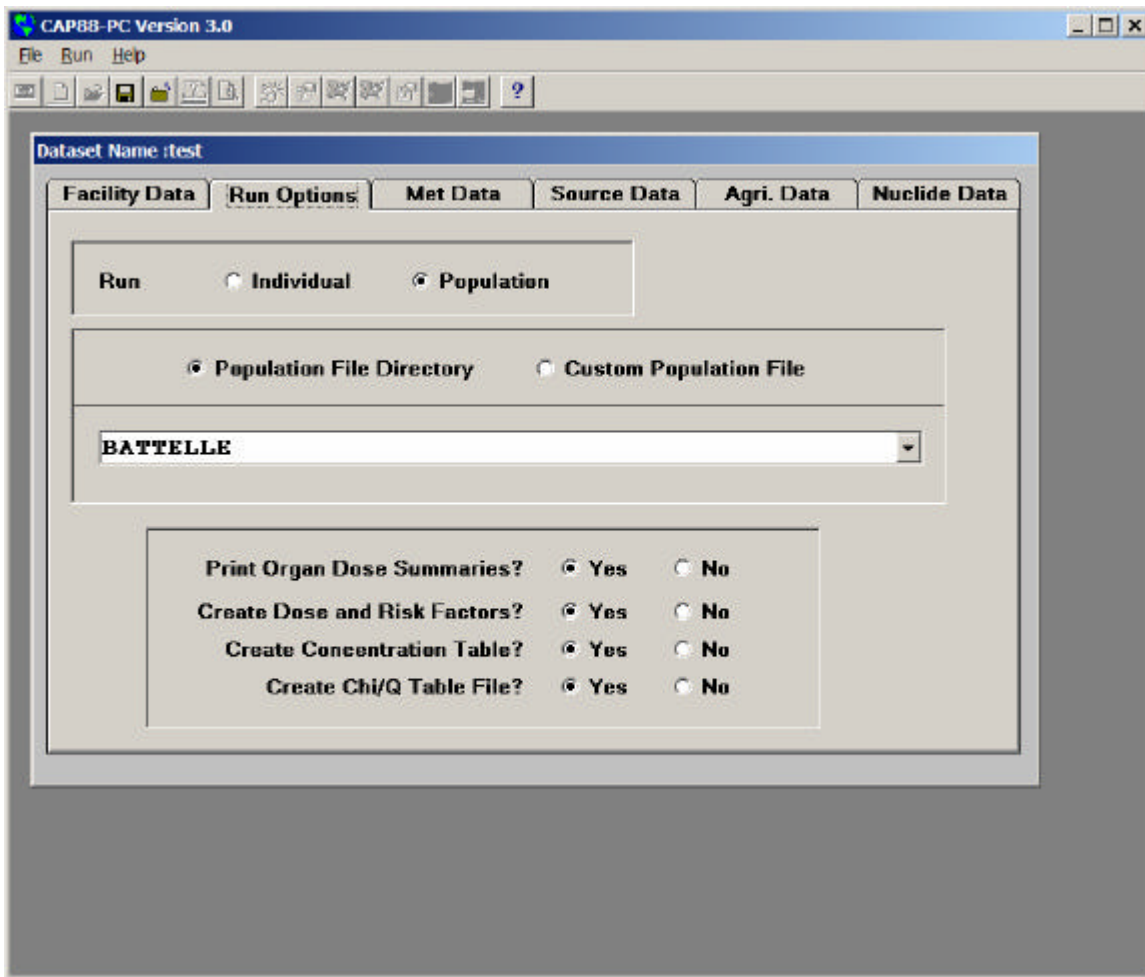 CAP88-PC Version 3.0
File Run Help
?
Dataset Name :test
Facility Data Run Options Met Data Source Data Agri. Data Nuclide Data
Run Individual Population
Population File Directory Custom Population File
BATTELLE
Print Organ Dose Summaries? Yes No
Create Dose and Risk Factors? Yes No
Create Concentration Table? Yes No
Create Chi/Q Table File? Yes No